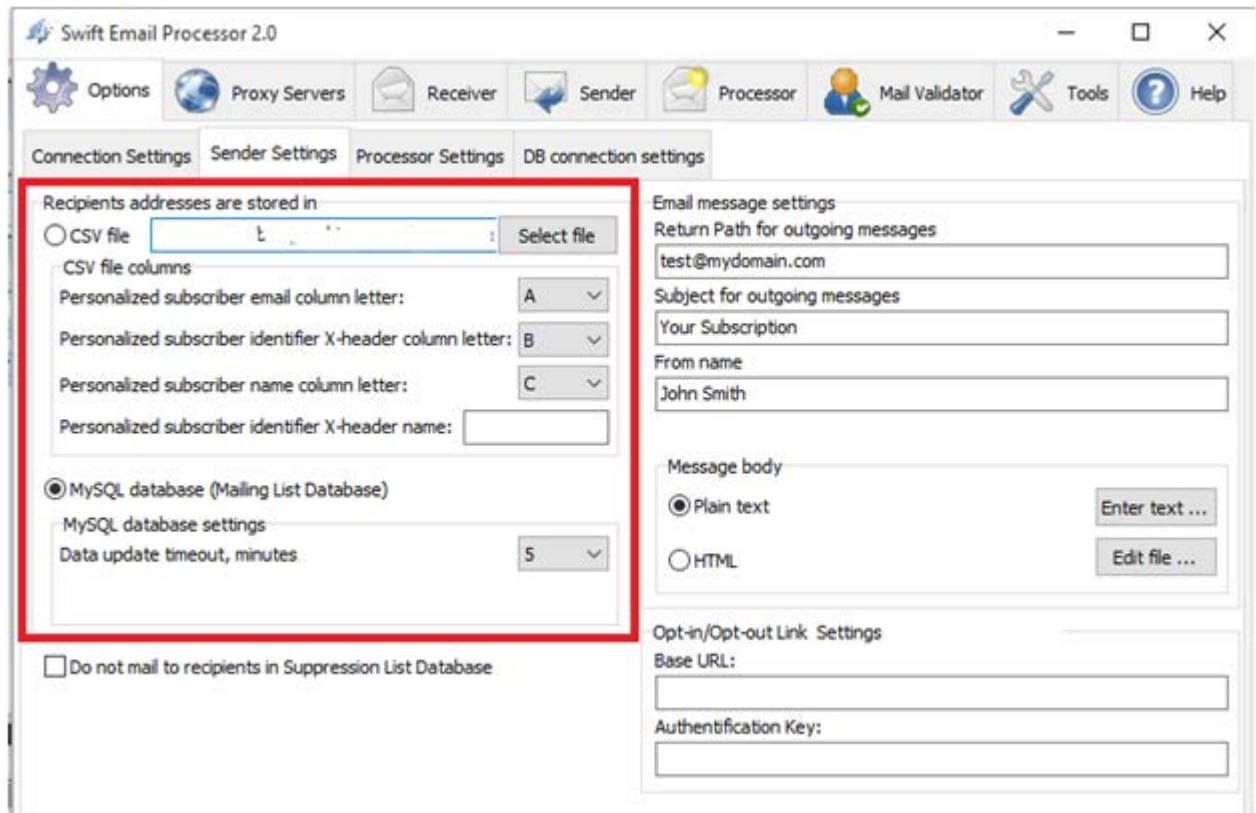 Swift Email Processor 2.0
Options Proxy Servers Receiver Sender Processor Mail Validator Tools Help
Connection Settings Sender Settings Processor Settings DB connection settings
Recipients addresses are stored in
CSV file Select file
CSV file columns
Personalized subscriber email column letter: A
Personalized subscriber identifier X-header column letter: B
Personalized subscriber name column letter: C
Personalized subscriber identifier X-header name:
MySQL database (Mailing List Database)
MySQL database settings
Data update timeout, minutes 5
Do not mail to recipients in Suppression List Database
Email message settings
Return Path for outgoing messages
test@mydomain.com
Subject for outgoing messages
Your Subscription
From name
John Smith
Message body
Plain text Enter text ...
HTML Edit file ...
Opt-in/Opt-out Link Settings
Base URL:
Authentification Key: